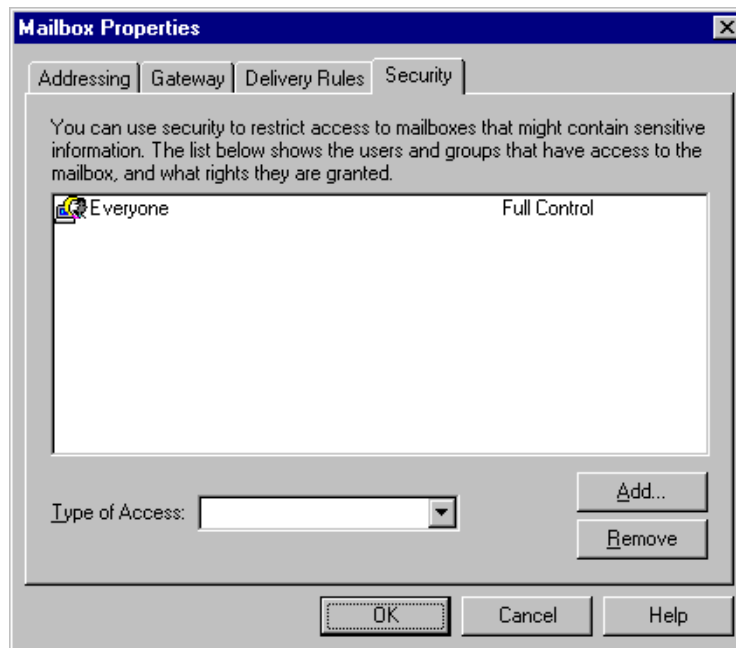 Mailbox Properties
Addressing Gateway Delivery Rules Security
You can use security to restrict access to mailboxes that might contain sensitive
information. The list below shows the users and groups that have access to the
mailbox, and what rights they are granted.
Everyone Full Control
Type of Access:
Add...
Remove
OK Cancel Help